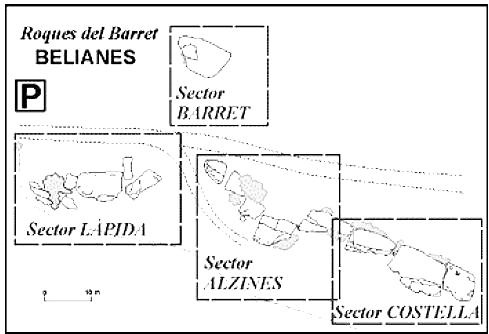 Roques del Barret
BELIANES
P
Sector
BARRET
Sector LÀPIDA
Sector
ALZINES
Sector COSTELLA
0 10 m